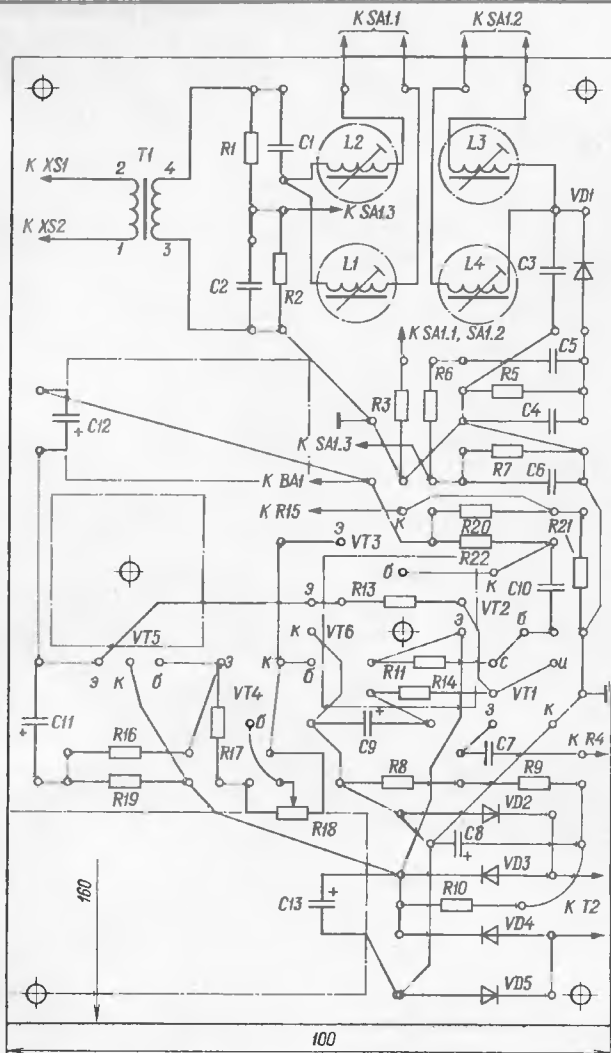 К SA1.1 К SA1.2
T1 R1 C1 L2 L3
К XS1 2 4 VD1
К SA1.3
К XS2 1 3 C2 R2 L1 L4 C3
К SA1.1, SA1.2
C5
R6 R5
R3 C4
C12 К SA1.3
R7
К BA1 C6
К R15 к R20 R21
э VT3 R22
б к C10
э R13 VT2
VT5 к VT6 э б
э к б э к б R11 с и
VT4 R14 VT1
C11 б C9 э к
R16 R17 C7 К R4
R19 R8 R9
R18 VD2
C8
160 C13 VD3
R10 К T2
VD4
VD5
100